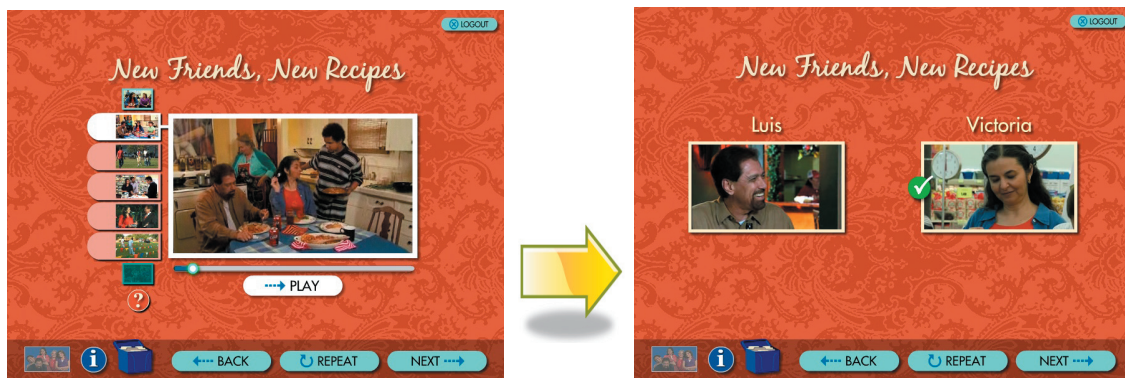 LOGOUT
New Friends, New Recipes
PLAY
?
i
BACK
REPEAT
NEXT
LOGOUT
New Friends, New Recipes
Luis
Victoria
i
BACK
REPEAT
NEXT